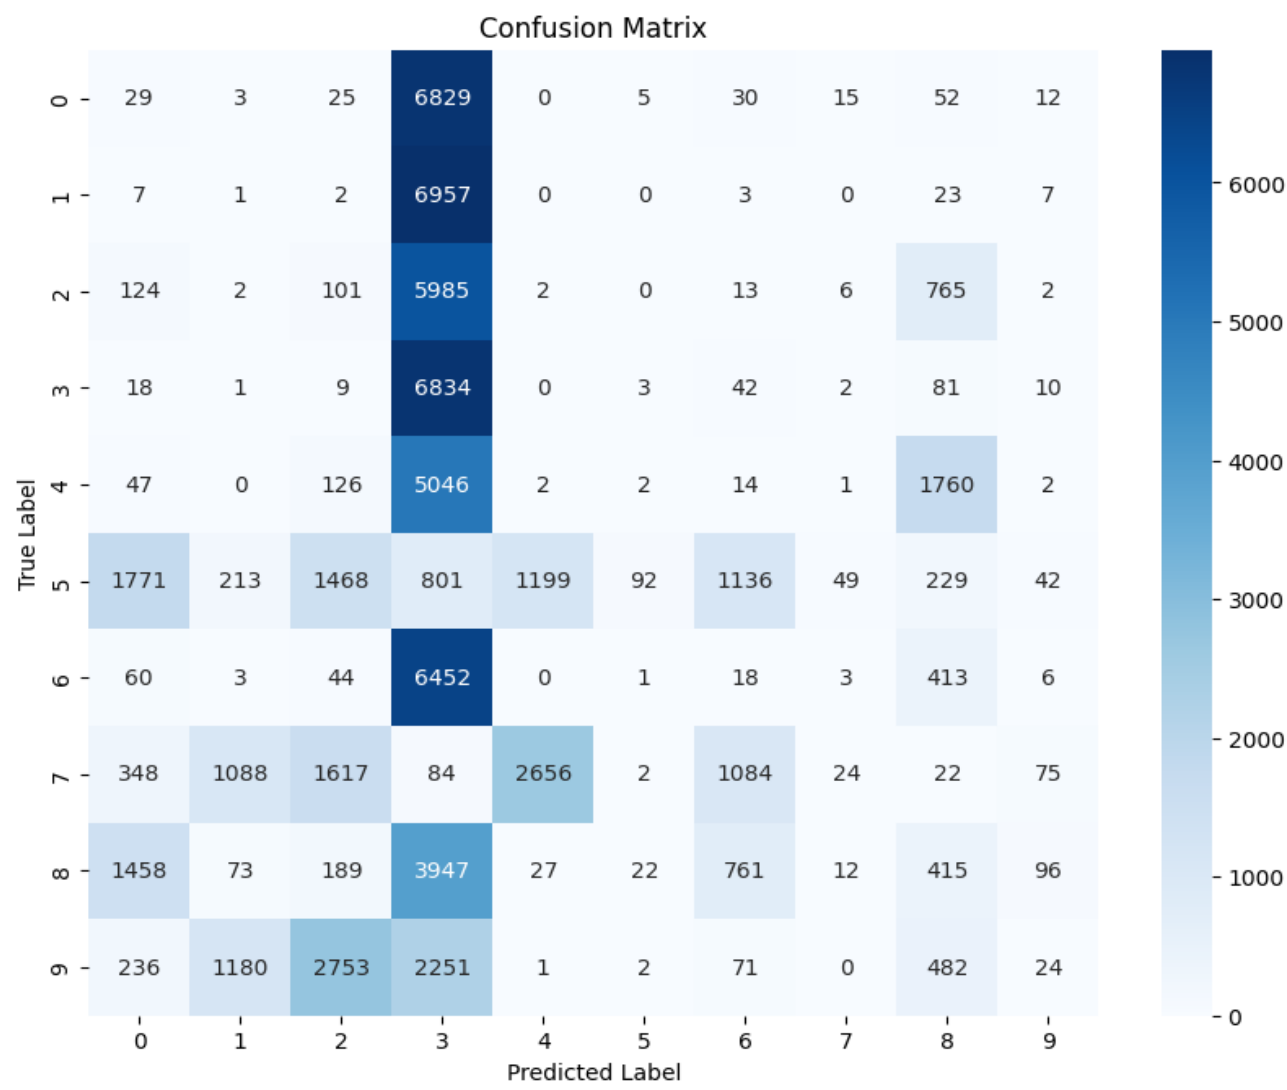 Confusion Matrix
True Label
0 29 3 25 6829 0 5 30 15 52 12
1 7 1 2 6957 0 0 3 0 23 7
2 124 2 101 5985 2 0 13 6 765 2
3 18 1 9 6834 0 3 42 2 81 10
4 47 0 126 5046 2 2 14 1 1760 2
5 1771 213 1468 801 1199 92 1136 49 229 42
6 60 3 44 6452 0 1 18 3 413 6
7 348 1088 1617 84 2656 2 1084 24 22 75
8 1458 73 189 3947 27 22 761 12 415 96
9 236 1180 2753 2251 1 2 71 0 482 24
0 1 2 3 4 5 6 7 8 9
Predicted Label
6000
5000
4000
3000
2000
1000
0